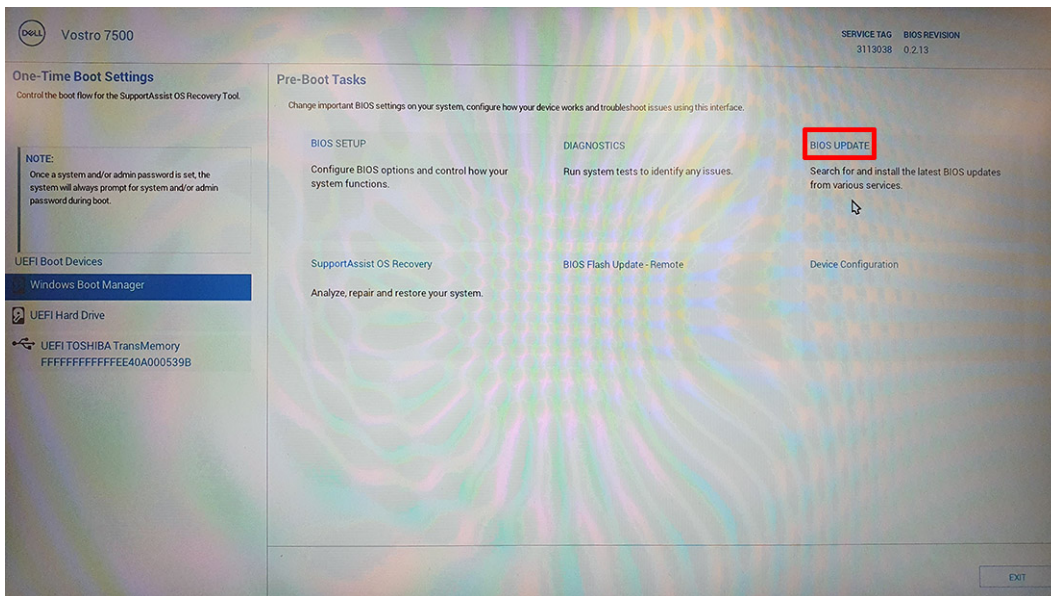 DELL
Vostro 7500
SERVICE TAG BIOS REVISION
3113038 0.2.13
One-Time Boot Settings
Control the boot flow for the SupportAssist OS Recovery Tool.
NOTE:
Once a system and/or admin password is set, the
system will always prompt for system and/or admin
password during boot.
UEFI Boot Devices
Windows Boot Manager
UEFI Hard Drive
UEFI TOSHIBA TransMemory
FFFFFFFFFFFFEE40A000539B
Pre-Boot Tasks
Change important BIOS settings on your system, configure how your device works and troubleshoot issues using this interface.
BIOS SETUP
Configure BIOS options and control how your
system functions.
DIAGNOSTICS
Run system tests to identify any issues.
BIOS UPDATE
Search for and install the latest BIOS updates
from various services.
SupportAssist OS Recovery
Analyze, repair and restore your system.
BIOS Flash Update - Remote
Device Configuration
EXIT